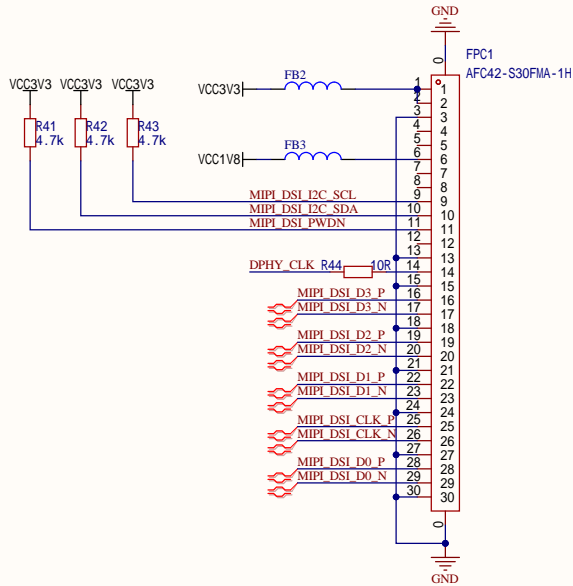 GND
0
FPC1
AFC42-S30FMA-1H
VCC3V3
VCC3V3
VCC3V3
R41
4.7k
R42
4.7k
R43
4.7k
VCC3V3
FB2
1 1
2 2
3 3
4 4
5 5
VCC1V8
FB3
6 6
7 7
8 8
MIPI_DSI_I2C_SCL 9 9
MIPI_DSI_I2C_SDA 10 10
MIPI_DSI_PWDN 11 11
12 12
13 13
DPHY_CLK R44 10R 14 14
15 15
MIPI_DSI_D3_P 16 16
MIPI_DSI_D3_N 17 17
18 18
MIPI_DSI_D2_P 19 19
MIPI_DSI_D2_N 20 20
21 21
MIPI_DSI_D1_P 22 22
MIPI_DSI_D1_N 23 23
24 24
MIPI_DSI_CLK_P 25 25
MIPI_DSI_CLK_N 26 26
27 27
MIPI_DSI_D0_P 28 28
MIPI_DSI_D0_N 29 29
30 30
0
GND